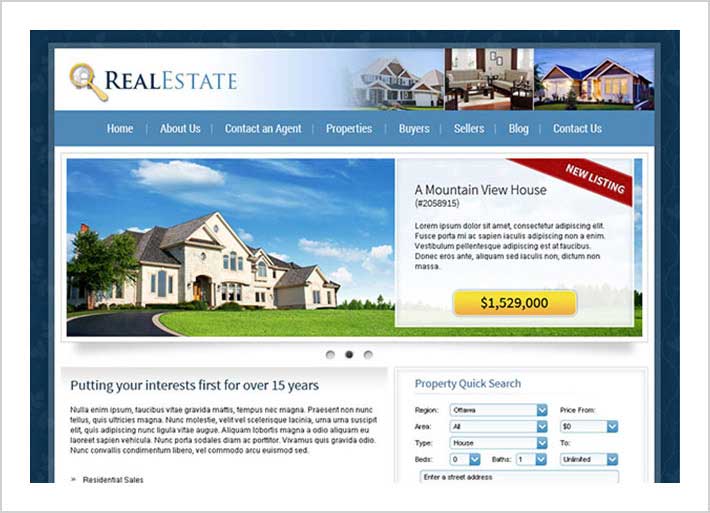 REALESTATE
Home | About Us | Contact an Agent | Properties | Buyers | Sellers | Blog | Contact Us
NEW LISTING
A Mountain View House
(#2058915)
Lorem ipsum dolor sit amet, consectetur adipiscing elit.
Fusce porta mi ac sapien iaculis adipiscing non a enim.
Vestibulum pellentesque adipiscing est at faucibus.
Donec eros ante, aliquam sed iaculis non, dictum non
massa.
$1,529,000
Putting your interests first for over 15 years
Nulla enim ipsum, faucibus vitae gravida mattis, tempus nec magna. Praesent non nunc
tellus, quis ultricies magna. Nunc molestie, velit vel scelerisque lacinia, urna urna suscipit
elit, quis adipiscing nunc ligula vitae augue. Aliquam lobortis magna a odio aliquam eu
laoreet sapien vehicula. Nunc porta sodales diam ac porttitor. Vivamus quis gravida odio.
Nunc convallis condimentum libero, vel commodo arcu euismod sed.
» Residential Sales
Property Quick Search
Region: Ottawa Price From:
Area: All $0
Type: House To:
Beds: 0 Baths: 1 Unlimited
Enter a street address